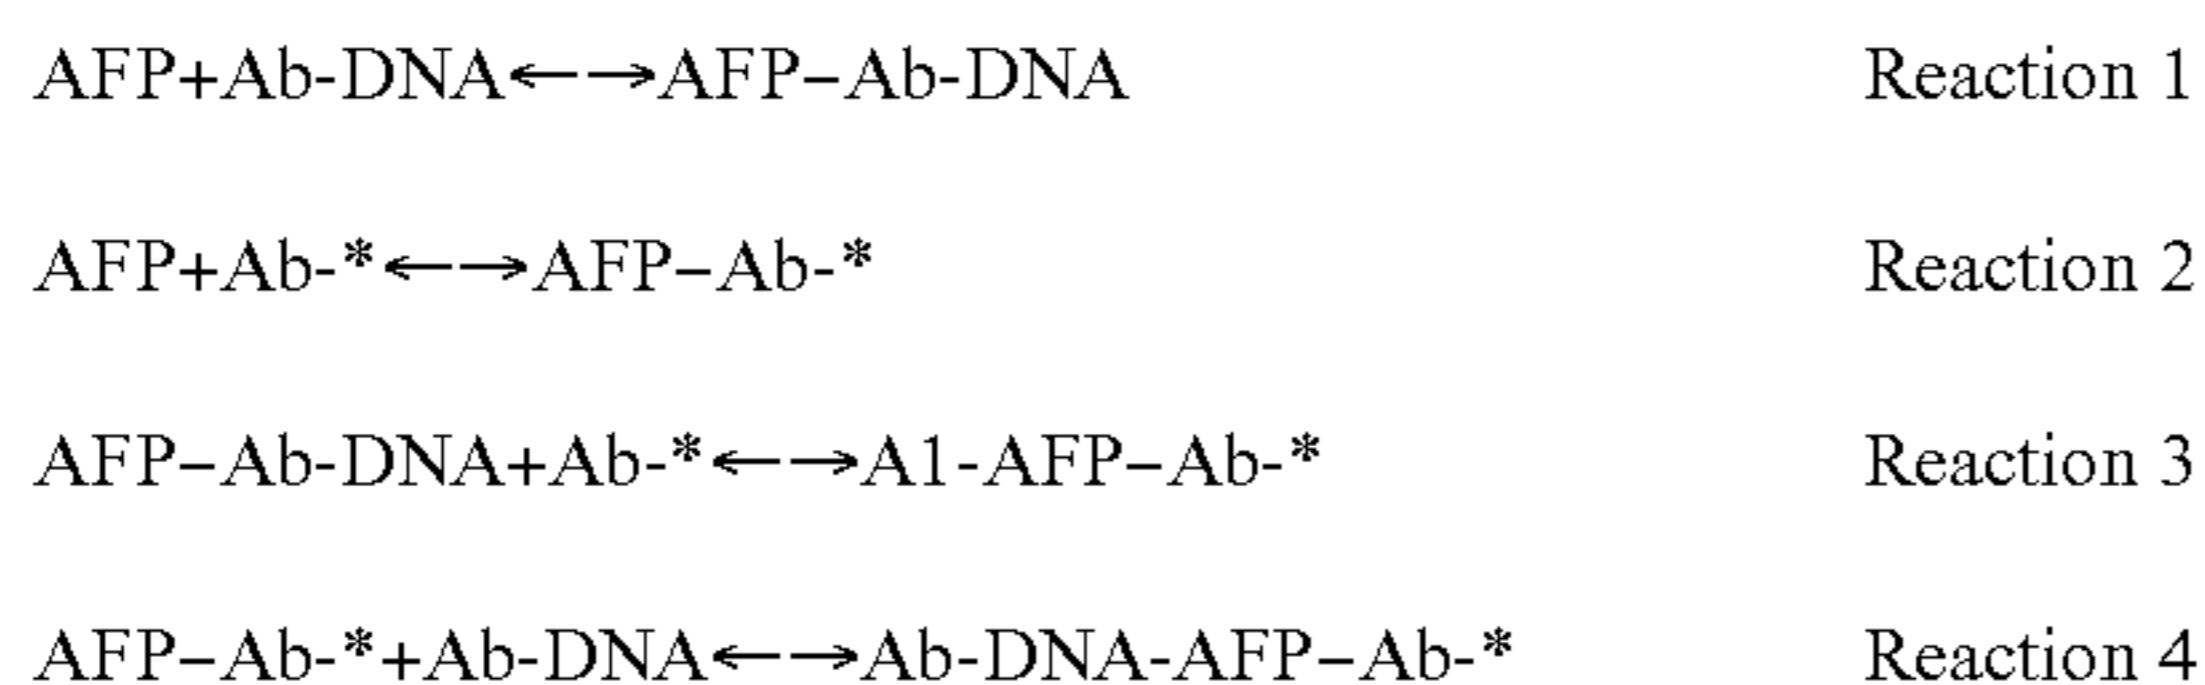 AFP+Ab-DNA←→AFP–Ab-DNA Reaction 1
AFP+Ab-*←→AFP–Ab-* Reaction 2
AFP–Ab-DNA+Ab-*←→A1-AFP–Ab-* Reaction 3
AFP–Ab-*+Ab-DNA←→Ab-DNA-AFP–Ab-* Reaction 4